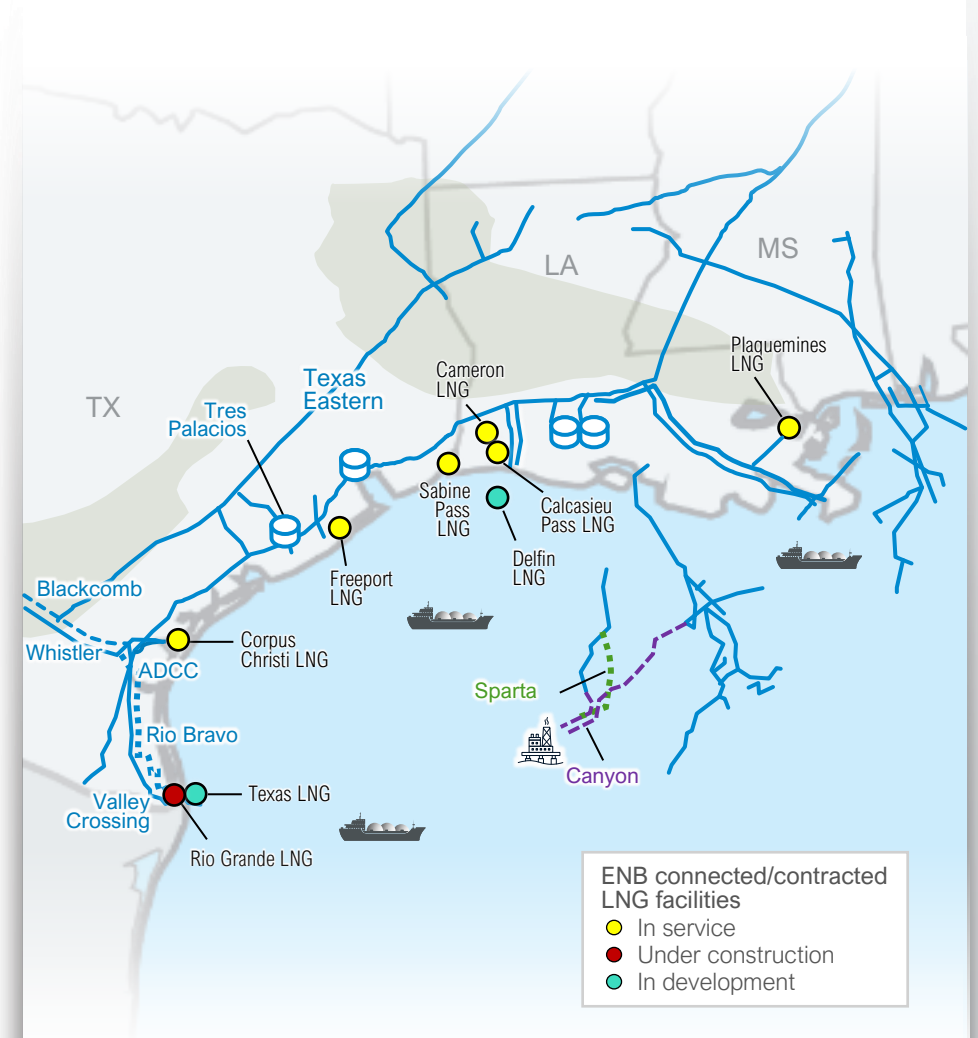 LA
MS
TX
Plaquemines
LNG
Cameron
LNG
Texas
Eastern
Tres
Palacios
Sabine
Pass
LNG
Calcasieu
Pass LNG
Delfin
LNG
Freeport
LNG
Blackcomb
Whistler
Corpus
Christi LNG
ADCC
Sparta
Rio Bravo
Canyon
Valley
Crossing
Texas LNG
Rio Grande LNG
ENB connected/contracted
LNG facilities
In service
Under construction
In development